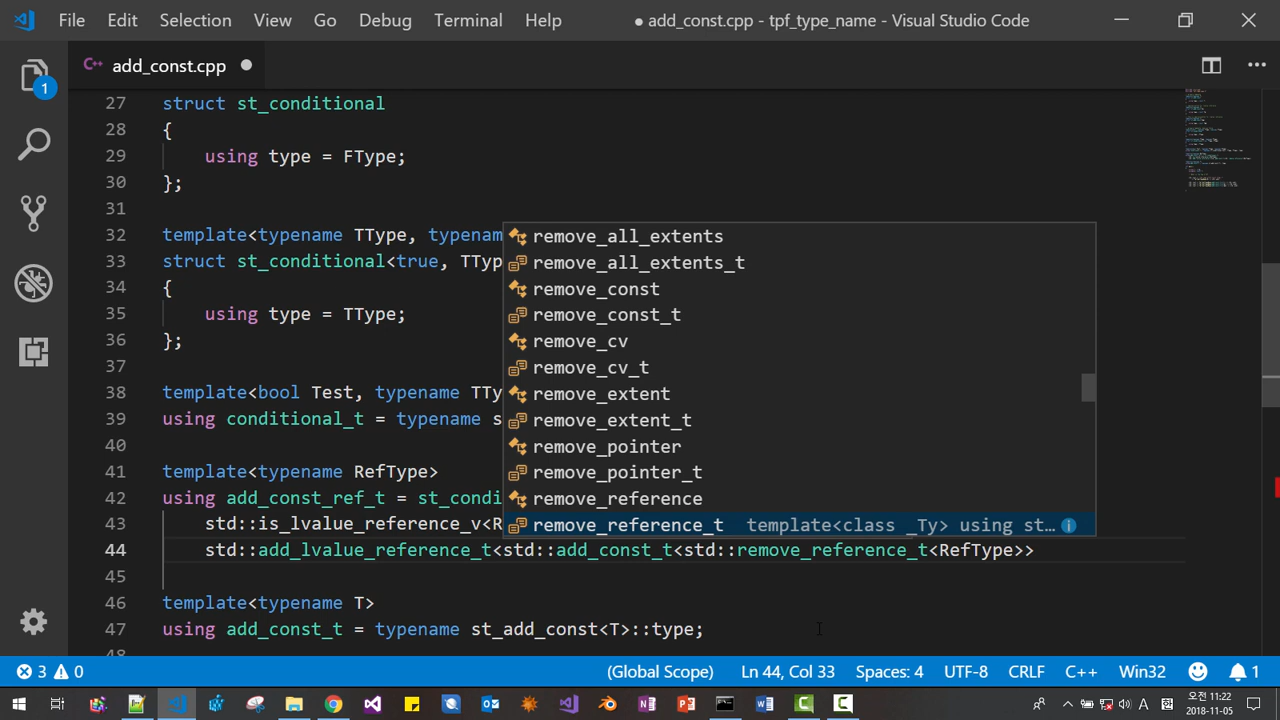 File Edit Selection View Go Debug Terminal Help
● add_const.cpp - tpf_type_name - Visual Studio Code
1
C++ add_const.cpp ●
27 struct st_conditional
28 {
29 using type = FType;
30 };
31
32 template<typename TType, typenam
33 struct st_conditional<true, TTyp
34 {
35 using type = TType;
36 };
37
38 template<bool Test, typename TTy
39 using conditional_t = typename s
40
41 template<typename RefType>
42 using add_const_ref_t = st_condi
43 std::is_lvalue_reference_v<R
44 std::add_lvalue_reference_t<std::add_const_t<std::remove_reference_t<RefType>>
45
46 template<typename T>
47 using add_const_t = typename st_add_const<T>::type;
48
remove_all_extents
remove_all_extents_t
remove_const
remove_const_t
remove_cv
remove_cv_t
remove_extent
remove_extent_t
remove_pointer
remove_pointer_t
remove_reference
remove_reference_t template<class _Ty> using st...
3 0 (Global Scope) Ln 44, Col 33 Spaces: 4 UTF-8 CRLF C++ Win32 1
A 오전 11:22
2018-11-05